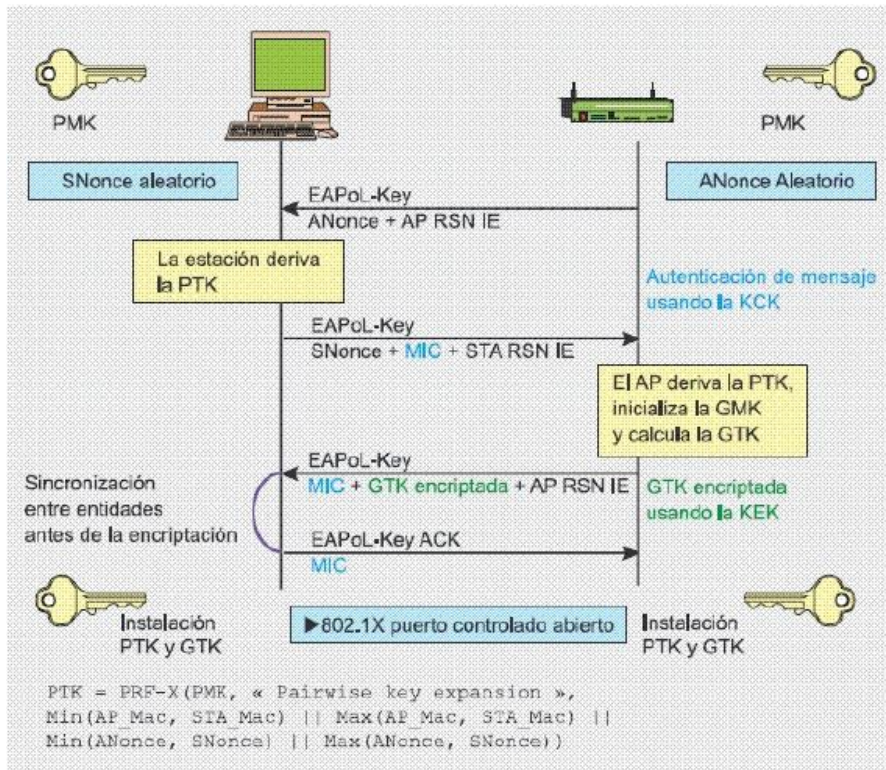 PMK
PMK
SNonce aleatorio
ANonce Aleatorio
EAPoL-Key
ANonce + AP RSN IE
La estación deriva
la PTK
Autenticación de mensaje
usando la KCK
EAPoL-Key
SNonce + MIC + STA RSN IE
El AP deriva la PTK,
inicializa la GMK
y calcula la GTK
EAPoL-Key
MIC + GTK encriptada + AP RSN IE
GTK encriptada
usando la KEK
Sincronización
entre entidades
antes de la encriptación
EAPoL-Key ACK
MIC
Instalación
PTK y GTK
▶802.1X puerto controlado abierto
Instalación
PTK y GTK
PTK = PRF-X(PMK, « Pairwise key expansion »,
Min(AP_Mac, STA_Mac) || Max(AP_Mac, STA_Mac) ||
Min(ANonce, SNonce) || Max(ANonce, SNonce))